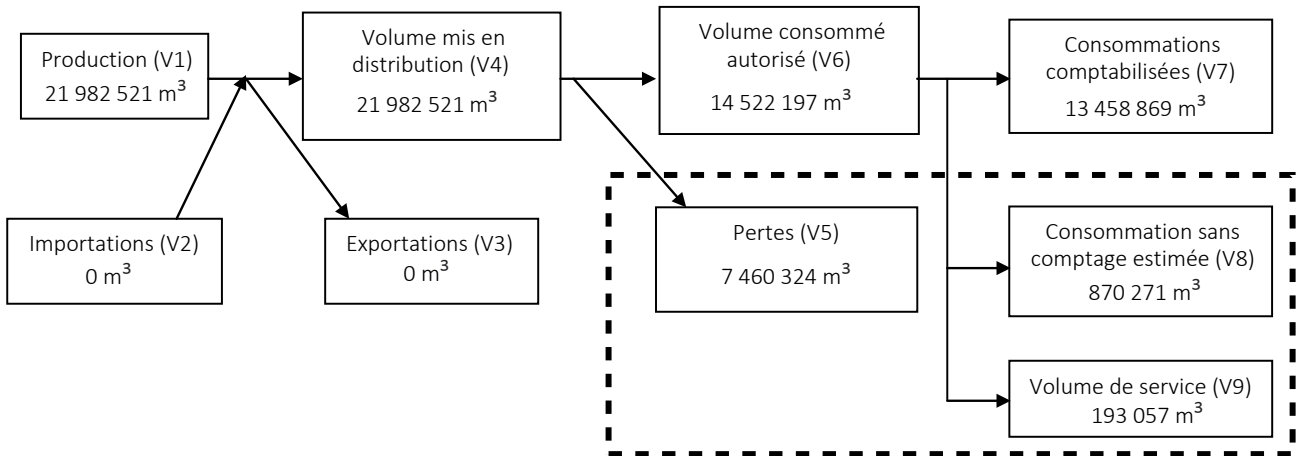 Production (V1)
21 982 521 m³
Volume mis en
distribution (V4)
21 982 521 m³
Volume consommé
autorisé (V6)
14 522 197 m³
Consommations
comptabilisées (V7)
13 458 869 m³
Importations (V2)
0 m³
Exportations (V3)
0 m³
Pertes (V5)
7 460 324 m³
Consommation sans
comptage estimée (V8)
870 271 m³
Volume de service (V9)
193 057 m³